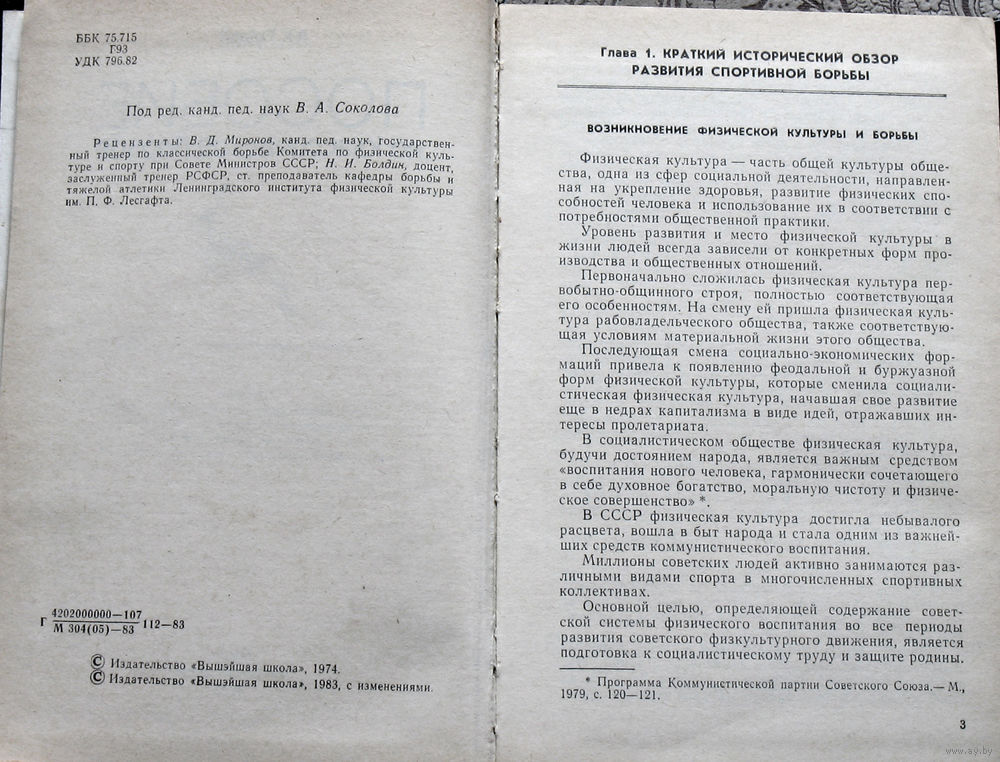 ББК 75.715
Г93
УДК 796.82
Под ред. канд. пед. наук В. А. Соколова
Рецензенты: В. Д. Миронов, канд. пед. наук, государствен-
ный тренер по классической борьбе Комитета по физической куль-
туре и спорту при Совете Министров СССР; Н. И. Болдин, доцент,
заслуженный тренер РСФСР, ст. преподаватель кафедры борьбы и
тяжелой атлетики Ленинградского института физической культуры
им. П. Ф. Лесгафта.
Г 4202000000—107
М 304(05)—83 112—83
© Издательство «Вышэйшая школа», 1974.
© Издательство «Вышэйшая школа», 1983, с изменениями.
Глава 1. КРАТКИЙ ИСТОРИЧЕСКИЙ ОБЗОР
РАЗВИТИЯ СПОРТИВНОЙ БОРЬБЫ
ВОЗНИКНОВЕНИЕ ФИЗИЧЕСКОЙ КУЛЬТУРЫ И БОРЬБЫ
Физическая культура — часть общей культуры обще-
ства, одна из сфер социальной деятельности, направлен-
ная на укрепление здоровья, развитие физических спо-
собностей человека и использование их в соответствии с
потребностями общественной практики.
Уровень развития и место физической культуры в
жизни людей всегда зависели от конкретных форм про-
изводства и общественных отношений.
Первоначально сложилась физическая культура пер-
вобытно-общинного строя, полностью соответствующая
его особенностям. На смену ей пришла физическая куль-
тура рабовладельческого общества, также соответствую-
щая условиям материальной жизни этого общества.
Последующая смена социально-экономических фор-
маций привела к появлению феодальной и буржуазной
форм физической культуры, которые сменила социали-
стическая физическая культура, начавшая свое развитие
еще в недрах капитализма в виде идей, отражавших ин-
тересы пролетариата.
В социалистическом обществе физическая культура,
будучи достоянием народа, является важным средством
«воспитания нового человека, гармонически сочетающего
в себе духовное богатство, моральную чистоту и физиче-
ское совершенство» *.
В СССР физическая культура достигла небывалого
расцвета, вошла в быт народа и стала одним из важней-
ших средств коммунистического воспитания.
Миллионы советских людей активно занимаются раз-
личными видами спорта в многочисленных спортивных
коллективах.
Основной целью, определяющей содержание совет-
ской системы физического воспитания во все периоды
развития советского физкультурного движения, является
подготовка к социалистическому труду и защите родины.
* Программа Коммунистической партии Советского Союза.— М.,
1979, с. 120—121.
3
www.ay.by